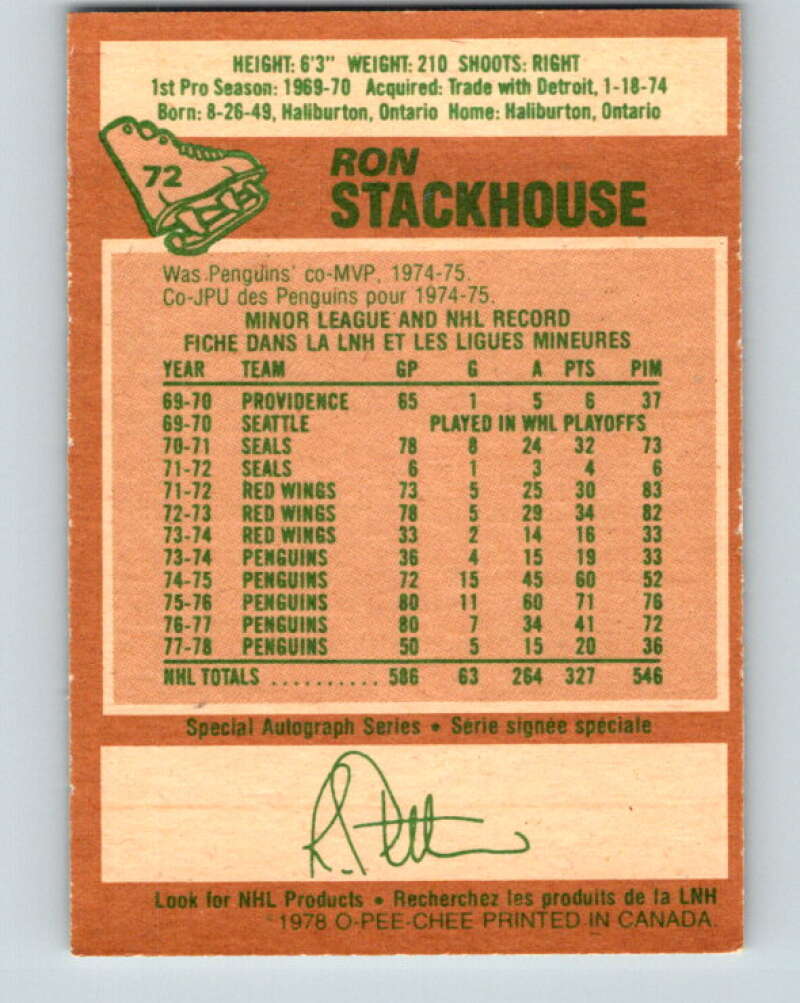 HEIGHT: 6'3" WEIGHT: 210 SHOOTS: RIGHT
1st Pro Season: 1969-70 Acquired: Trade with Detroit, 1-18-74
Born: 8-26-49, Haliburton, Ontario Home: Haliburton, Ontario
72
RON
STACKHOUSE
Was Penguins' co-MVP, 1974-75.
Co-JPU des Penguins pour 1974-75.
MINOR LEAGUE AND NHL RECORD
FICHE DANS LA LNH ET LES LIGUES MINEURES
YEAR TEAM GP G A PTS PIM
69-70 PROVIDENCE 65 1 5 6 37
69-70 SEATTLE PLAYED IN WHL PLAYOFFS
70-71 SEALS 78 8 24 32 73
71-72 SEALS 6 1 3 4 6
71-72 RED WINGS 73 5 25 30 83
72-73 RED WINGS 78 5 29 34 82
73-74 RED WINGS 33 2 14 16 33
73-74 PENGUINS 36 4 15 19 33
74-75 PENGUINS 72 15 45 60 52
75-76 PENGUINS 80 11 60 71 76
76-77 PENGUINS 80 7 34 41 72
77-78 PENGUINS 50 5 15 20 36
NHL TOTALS .......... 586 63 264 327 546
Special Autograph Series • Série signée spéciale
Look for NHL Products • Recherchez les produits de la LNH
©1978 O-PEE-CHEE PRINTED IN CANADA.